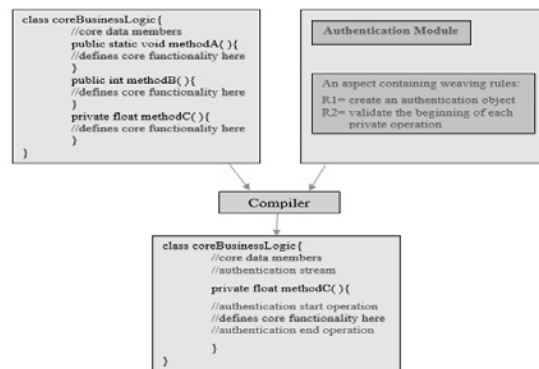 class coreBusinessLogic{
//core data members
public static void methodA( ){
//defines core functionality here
}
public int methodB( ){
//defines core functionality here
}
private float methodC( ){
//defines core functionality here
}
}
Authentication Module
An aspect containing weaving rules:
R1= create an authentication object
R2= validate the beginning of each
private operation
Compiler
class coreBusinessLogic{
//core data members
//authentication stream
private float methodC( ){
//authentication start operation
//defines core functionality here
//authentication end operation
}
}